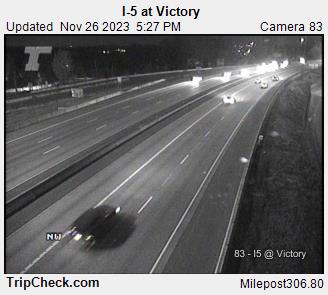 I-5 at Victory
Updated Nov 26 2023 5:27 PM Camera 83
NW
83 - I5 @ Victory
TripCheck.com Milepost306.80